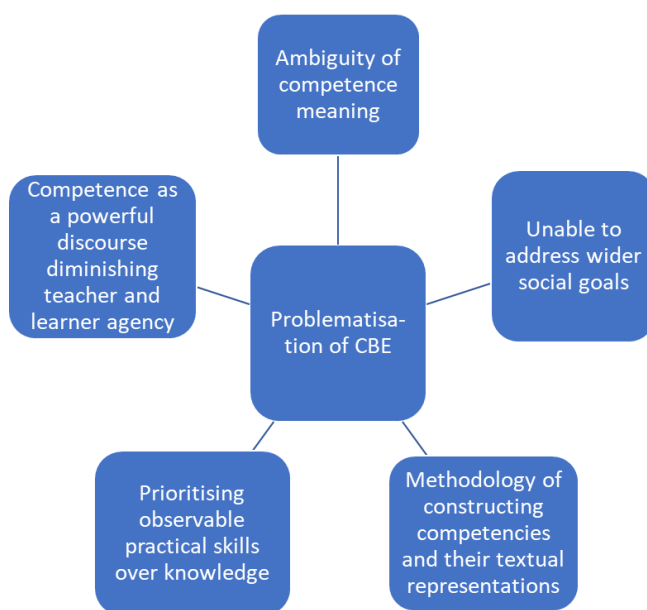 Ambiguity of
competence
meaning
Competence as
a powerful
discourse
diminishing
teacher and
learner agency
Unable to
address wider
social goals
Problematisa-
tion of CBE
Prioritising
observable
practical skills
over knowledge
Methodology of
constructing
competencies
and their textual
representations